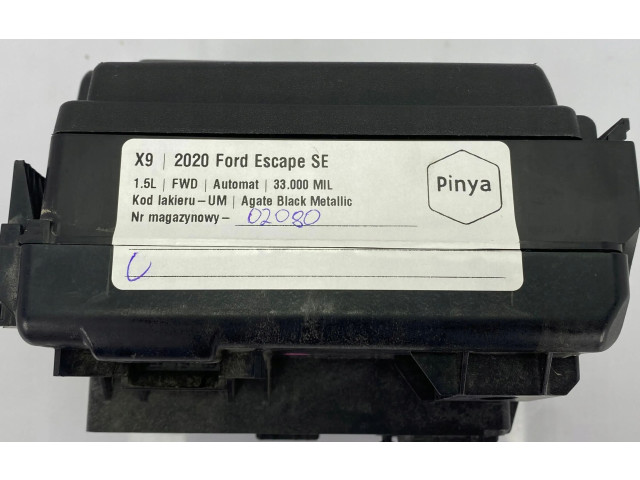 X9 | 2020 Ford Escape SE
1.5L | FWD | Automat | 33.000 MIL
Kod lakieru – UM | Agate Black Metallic
Nr magazynowy – 02080
U
Pinya